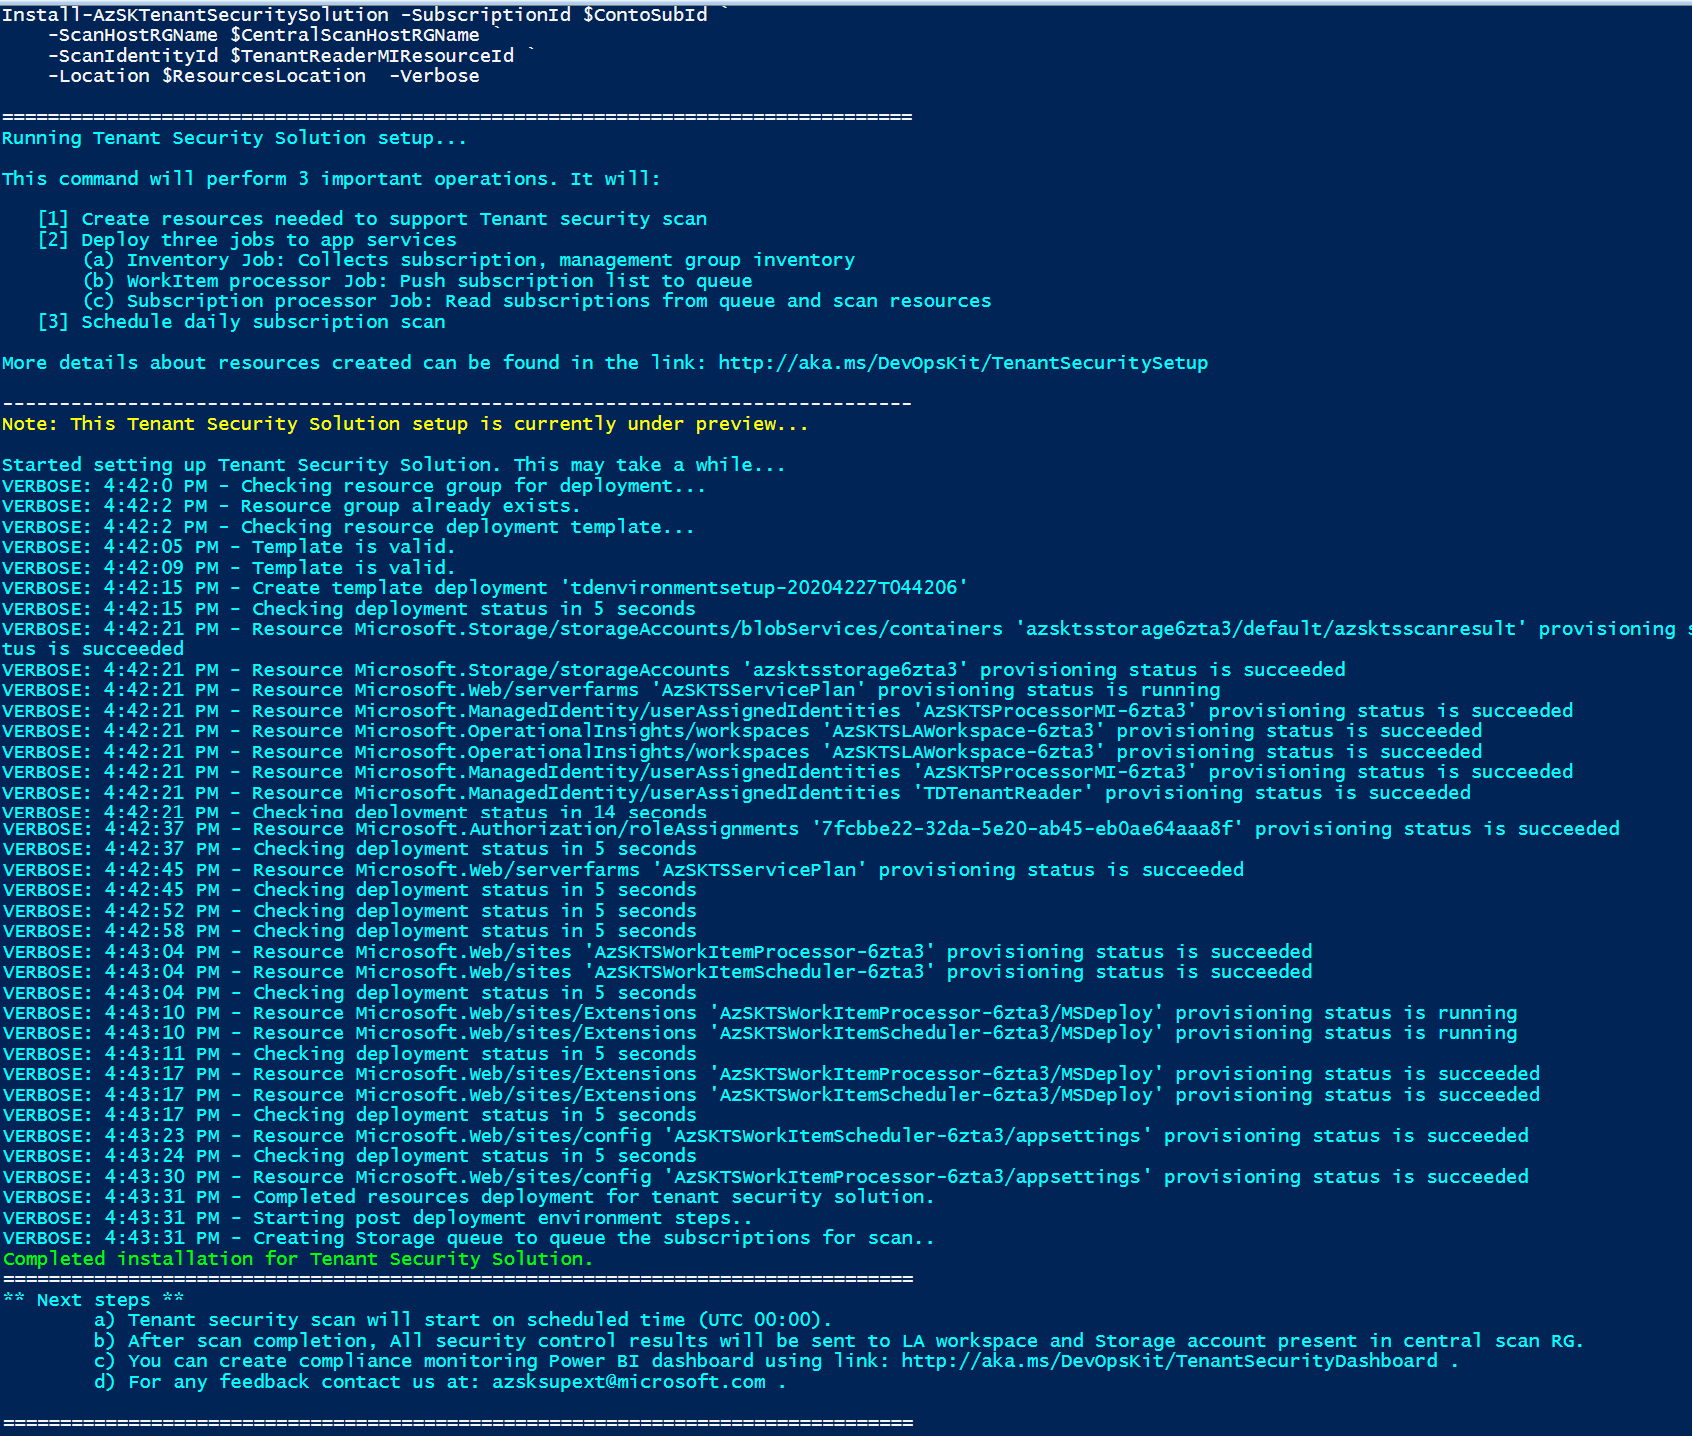 Install-AzSKTenantSecuritySolution -SubscriptionId $ContoSubId `
    -ScanHostRGName $CentralScanHostRGName `
    -ScanIdentityId $TenantReaderMIResourceId `
    -Location $ResourcesLocation  -Verbose
================================================================================
Running Tenant Security Solution setup...
This command will perform 3 important operations. It will:
   [1] Create resources needed to support Tenant security scan
   [2] Deploy three jobs to app services
       (a) Inventory Job: Collects subscription, management group inventory
       (b) WorkItem processor Job: Push subscription list to queue
       (c) Subscription processor Job: Read subscriptions from queue and scan resources
   [3] Schedule daily subscription scan
More details about resources created can be found in the link: http://aka.ms/DevOpsKit/TenantSecuritySetup
--------------------------------------------------------------------------------
Note: This Tenant Security Solution setup is currently under preview...
Started setting up Tenant Security Solution. This may take a while...
VERBOSE: 4:42:0 PM - Checking resource group for deployment...
VERBOSE: 4:42:2 PM - Resource group already exists.
VERBOSE: 4:42:2 PM - Checking resource deployment template...
VERBOSE: 4:42:05 PM - Template is valid.
VERBOSE: 4:42:09 PM - Template is valid.
VERBOSE: 4:42:15 PM - Create template deployment 'tdenvironmentsetup-20204227T044206'
VERBOSE: 4:42:15 PM - Checking deployment status in 5 seconds
VERBOSE: 4:42:21 PM - Resource Microsoft.Storage/storageAccounts/blobServices/containers 'azsktsstorage6zta3/default/azsktsscanresult' provisioning s
tus is succeeded
VERBOSE: 4:42:21 PM - Resource Microsoft.Storage/storageAccounts 'azsktsstorage6zta3' provisioning status is succeeded
VERBOSE: 4:42:21 PM - Resource Microsoft.Web/serverfarms 'AzSKTSServicePlan' provisioning status is running
VERBOSE: 4:42:21 PM - Resource Microsoft.ManagedIdentity/userAssignedIdentities 'AzSKTSProcessorMI-6zta3' provisioning status is succeeded
VERBOSE: 4:42:21 PM - Resource Microsoft.OperationalInsights/workspaces 'AzSKTSLAWorkspace-6zta3' provisioning status is succeeded
VERBOSE: 4:42:21 PM - Resource Microsoft.OperationalInsights/workspaces 'AzSKTSLAWorkspace-6zta3' provisioning status is succeeded
VERBOSE: 4:42:21 PM - Resource Microsoft.ManagedIdentity/userAssignedIdentities 'AzSKTSProcessorMI-6zta3' provisioning status is succeeded
VERBOSE: 4:42:21 PM - Resource Microsoft.ManagedIdentity/userAssignedIdentities 'TDTenantReader' provisioning status is succeeded
VERBOSE: 4:42:21 PM - Checking deployment status in 14 seconds
VERBOSE: 4:42:37 PM - Resource Microsoft.Authorization/roleAssignments '7fcbbe22-32da-5e20-ab45-eb0ae64aaa8f' provisioning status is succeeded
VERBOSE: 4:42:37 PM - Checking deployment status in 5 seconds
VERBOSE: 4:42:45 PM - Resource Microsoft.Web/serverfarms 'AzSKTSServicePlan' provisioning status is succeeded
VERBOSE: 4:42:45 PM - Checking deployment status in 5 seconds
VERBOSE: 4:42:52 PM - Checking deployment status in 5 seconds
VERBOSE: 4:42:58 PM - Checking deployment status in 5 seconds
VERBOSE: 4:43:04 PM - Resource Microsoft.Web/sites 'AzSKTSWorkItemProcessor-6zta3' provisioning status is succeeded
VERBOSE: 4:43:04 PM - Resource Microsoft.Web/sites 'AzSKTSWorkItemScheduler-6zta3' provisioning status is succeeded
VERBOSE: 4:43:04 PM - Checking deployment status in 5 seconds
VERBOSE: 4:43:10 PM - Resource Microsoft.Web/sites/Extensions 'AzSKTSWorkItemProcessor-6zta3/MSDeploy' provisioning status is running
VERBOSE: 4:43:10 PM - Resource Microsoft.Web/sites/Extensions 'AzSKTSWorkItemScheduler-6zta3/MSDeploy' provisioning status is running
VERBOSE: 4:43:11 PM - Checking deployment status in 5 seconds
VERBOSE: 4:43:17 PM - Resource Microsoft.Web/sites/Extensions 'AzSKTSWorkItemProcessor-6zta3/MSDeploy' provisioning status is succeeded
VERBOSE: 4:43:17 PM - Resource Microsoft.Web/sites/Extensions 'AzSKTSWorkItemScheduler-6zta3/MSDeploy' provisioning status is succeeded
VERBOSE: 4:43:17 PM - Checking deployment status in 5 seconds
VERBOSE: 4:43:23 PM - Resource Microsoft.Web/sites/config 'AzSKTSWorkItemScheduler-6zta3/appsettings' provisioning status is succeeded
VERBOSE: 4:43:24 PM - Checking deployment status in 5 seconds
VERBOSE: 4:43:30 PM - Resource Microsoft.Web/sites/config 'AzSKTSWorkItemProcessor-6zta3/appsettings' provisioning status is succeeded
VERBOSE: 4:43:31 PM - Completed resources deployment for tenant security solution.
VERBOSE: 4:43:31 PM - Starting post deployment environment steps..
VERBOSE: 4:43:31 PM - Creating Storage queue to queue the subscriptions for scan..
Completed installation for Tenant Security Solution.
================================================================================
** Next steps **
        a) Tenant security scan will start on scheduled time (UTC 00:00).
        b) After scan completion, All security control results will be sent to LA workspace and Storage account present in central scan RG.
        c) You can create compliance monitoring Power BI dashboard using link: http://aka.ms/DevOpsKit/TenantSecurityDashboard .
        d) For any feedback contact us at: azsksupext@microsoft.com .
================================================================================